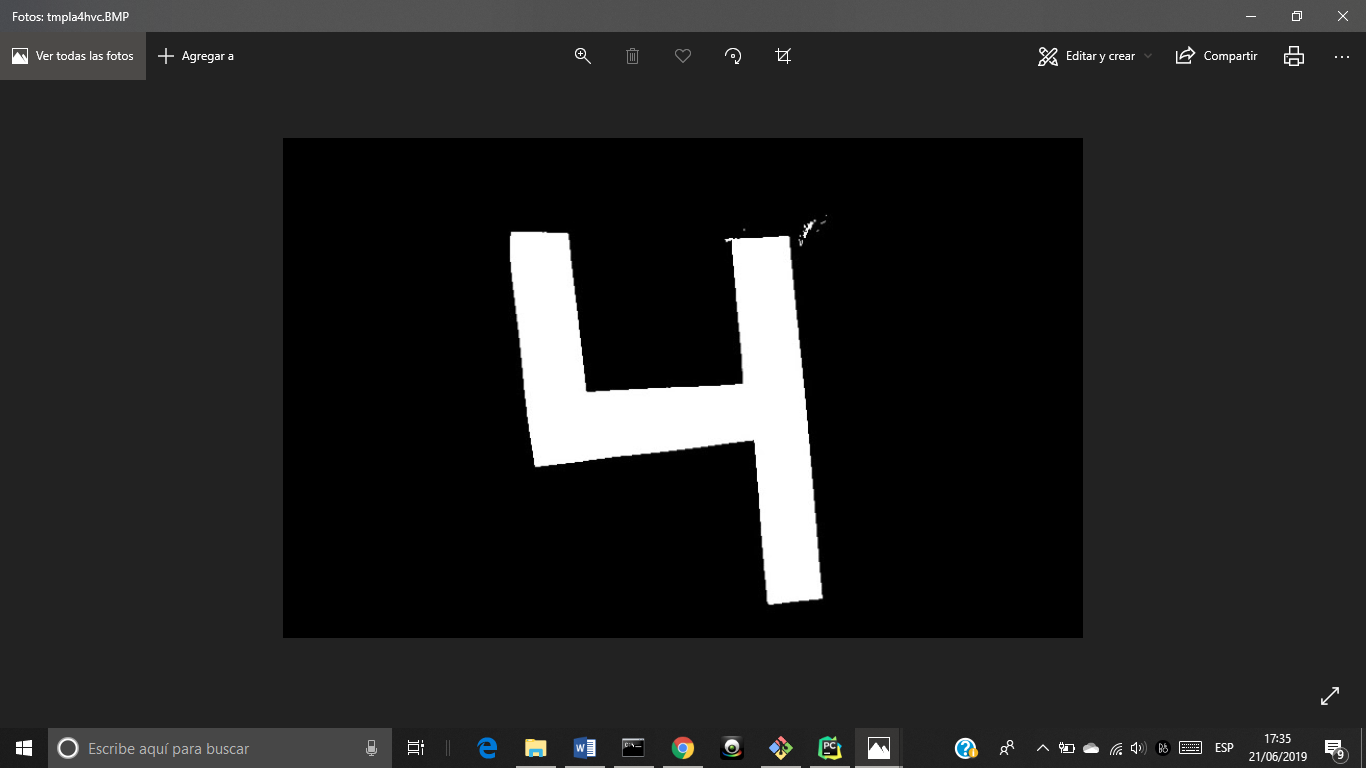 Fotos: tmpla4hvc.BMP
Ver todas las fotos
Agregar a
Editar y crear
Compartir
4
Escribe aquí para buscar
ESP
17:35
21/06/2019
9